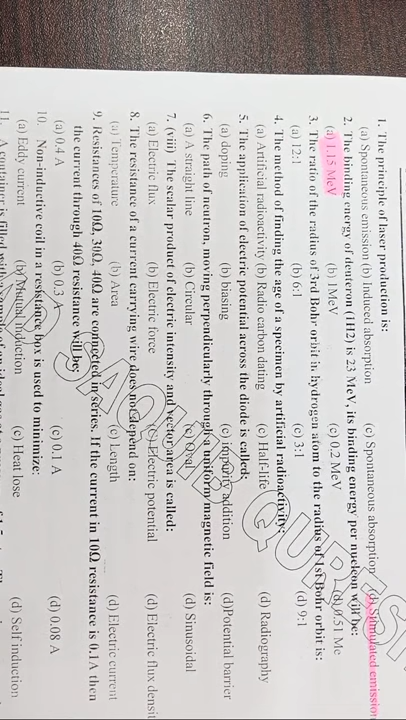 1. The principle of laser production is:
(a) Spontaneous emission (b) Induced absorption (c) Spontaneous absorption (d) Stimulated emission
2. The binding energy of deuteron (1H2) is 23 MeV, its binding energy per nucleon will be:
(a) 1.15 MeV (b) 1MeV (c) 0.2 MeV (d) 0.51 Me
3. The ratio of the radius of 3rd Bohr orbit in hydrogen atom to the radius of 1st Bohr orbit is:
(a) 12:1 (b) 6:1 (c) 3:1 (d) 9:1
4. The method of finding the age of a specimen by artificial radioactivity:
(a) Artificial radioactivity (b) Radio carbon dating (c) Half-life (d) Radiography
5. The application of electric potential across the diode is called:
(a) doping (b) biasing (c) impurity addition (d)Potential barrier
6. The path of neutron, moving perpendicularly through a uniform magnetic field is:
(a) A straight line (b) Circular (c) Oval (d) Sinusoidal
7. (viii) The scalar product of electric intensity and vector area is called:
(a) Electric flux (b) Electric force (c) Electric potential (d) Electric flux densit
8. The resistance of a current carrying wire does not depend on:
(a) Temperature (b) Area (c) Length (d) Electric current
9. Resistances of 10Ω, 30Ω, 40Ω are connected in series. If the current in 10Ω resistance is 0.1A then
the current through 40Ω resistance will be:
(a) 0.4 A (b) 0.3 A (c) 0.1 A (d) 0.08 A
10. Non-inductive coil in a resistance box is used to minimize:
(a) Eddy current (b) Mutual induction (c) Heat lose (d) Self induction
11. A container is filled with